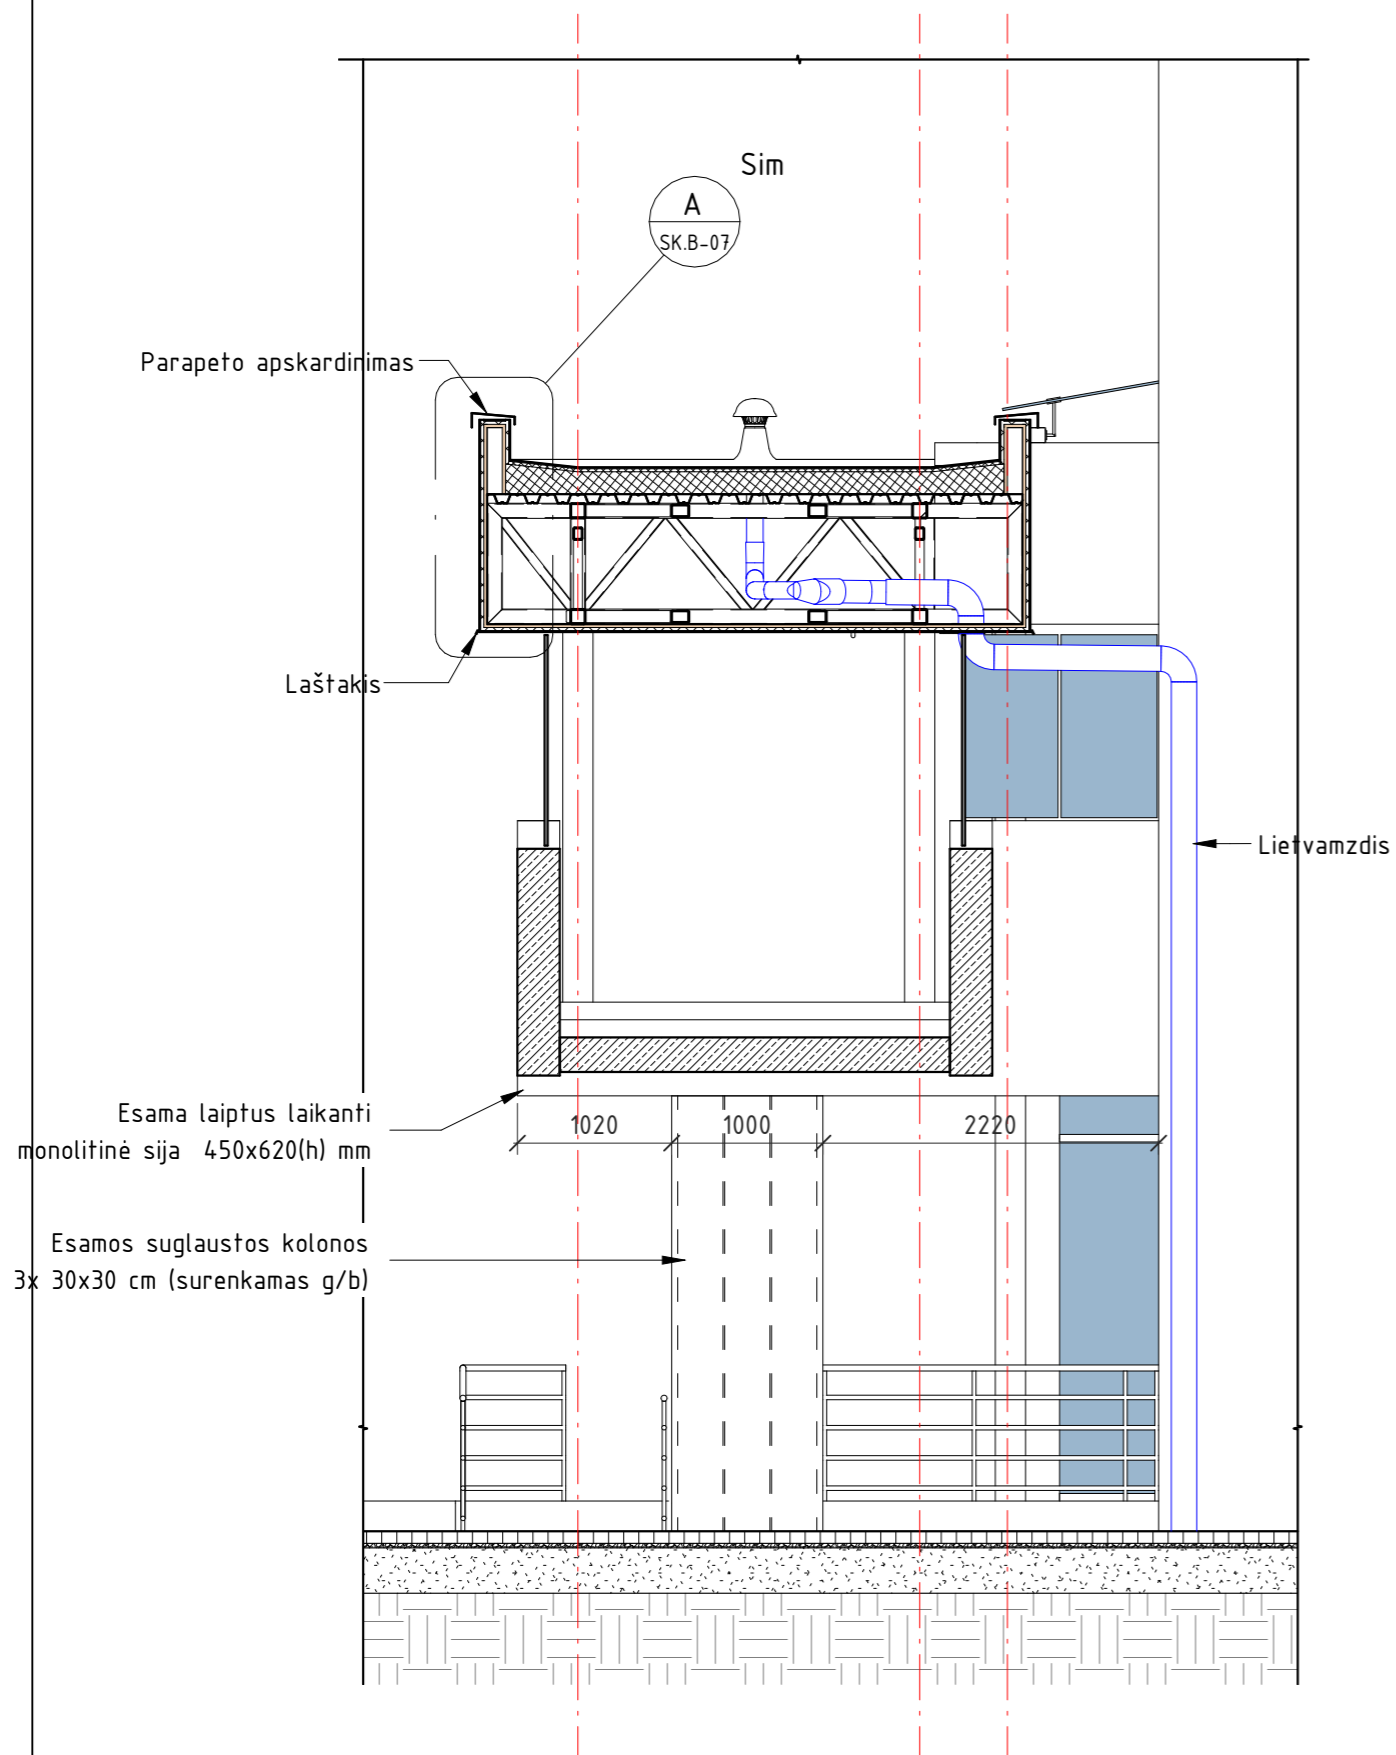 Sim
A
SK.B-07
Parapeto apskardinimas
Laštakis
Lietvamzdis
Esama laiptus laikanti
monolitinė sija 450x620(h) mm
1020
1000
2220
Esamos suglaustos kolonos
3x 30x30 cm (surenkamas g/b)